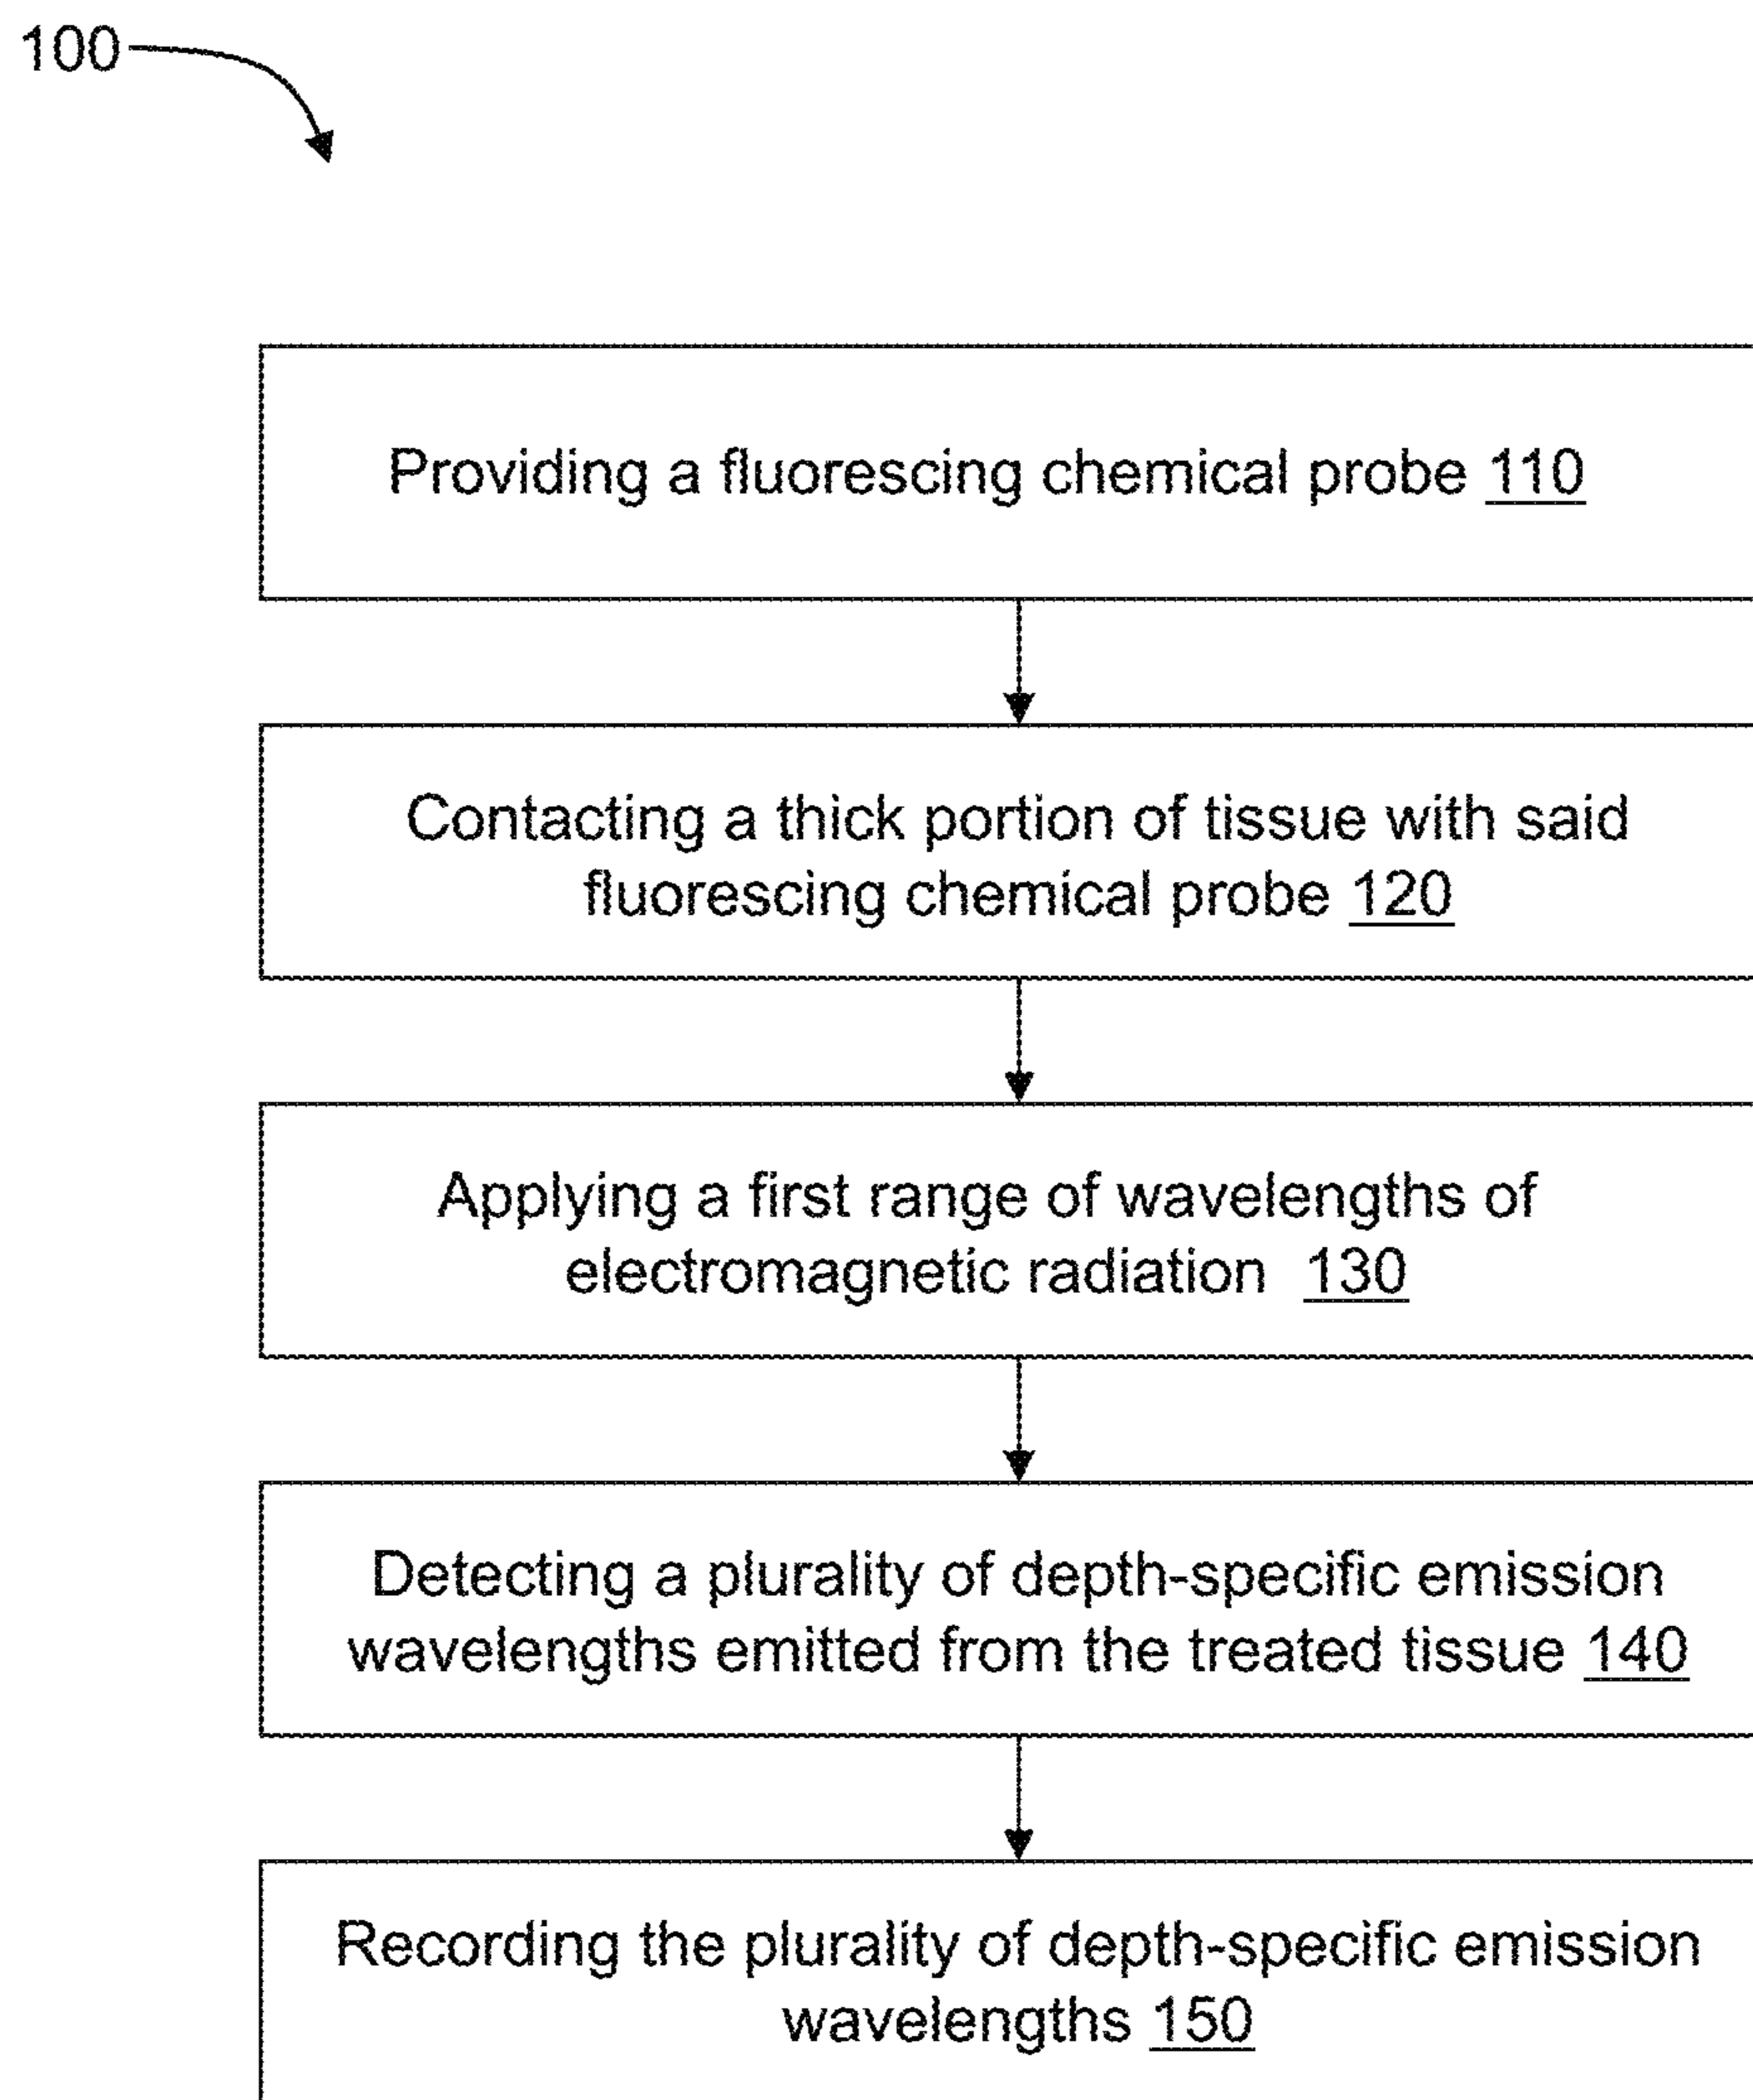 100
Providing a fluorescing chemical probe 110
Contacting a thick portion of tissue with said
fluorescing chemical probe 120
Applying a first range of wavelengths of
electromagnetic radiation 130
Detecting a plurality of depth-specific emission
wavelengths emitted from the treated tissue 140
Recording the plurality of depth-specific emission
wavelengths 150